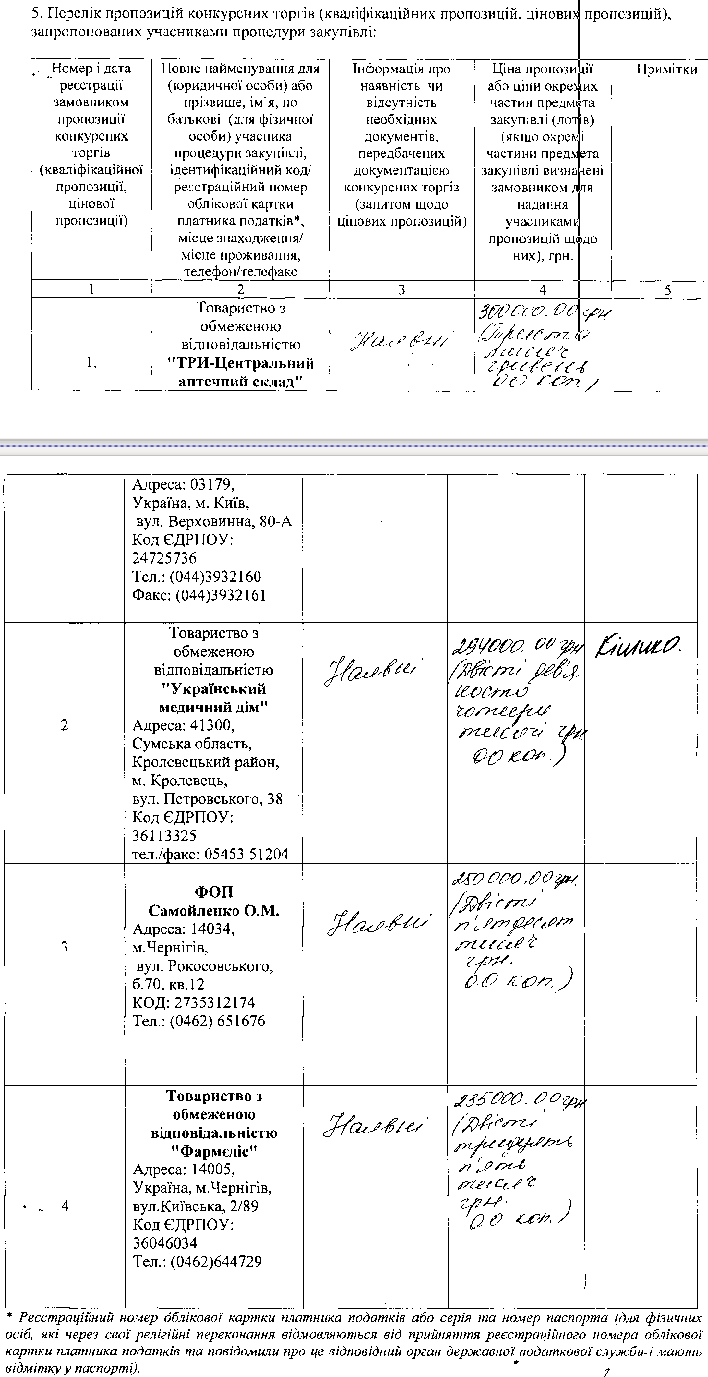 5. Перелік пропозицій конкурсних торгів (кваліфікаційних пропозицій, цінових пропозицій),
запропонованих учасниками процедури закупівлі:
Номер і дата
реєстрації
замовником
пропозиції
конкурсних
торгів
(кваліфікаційної
пропозиції,
цінової
пропозиції)
Повне найменування для
(юридичної особи) або
прізвище, ім`я, по
батькові (для фізичної
особи) учасника
процедури закупівлі,
ідентифікаційний код/
реєстраційний номер
облікової картки
платника податків*,
місце знаходження/
місце проживання,
телефон/телефакс
Інформація про
наявність чи
відсутність
необхідних
документів,
передбачених
документацією
конкурсних торгів
(запитом щодо
цінових пропозицій)
Ціна пропозиції
або ціни окремих
частин предмета
закупівлі (лотів)
(якщо окремі
частини предмета
закупівлі визначені
замовником для
надання
учасниками
пропозицій щодо
них), грн.
Примітки
1
2
3
4
5
1.
Товариство з
обмеженою
відповідальністю
"ТРИ-Центральний
аптечний склад"
Наявні
300000.00 грн
(Триста
тисяч
гривень
00 коп.)
Адреса: 03179,
Україна, м. Київ,
вул. Верховинна, 80-А
Код ЄДРПОУ:
24725736
Тел.: (044)3932160
Факс: (044)3932161
2
Товариство з
обмеженою
відповідальністю
"Український
медичний дім"
Адреса: 41300,
Сумська область,
Кролевецький район,
м. Кролевець,
вул. Петровського, 38
Код ЄДРПОУ:
36113325
тел./факс: 05453 51204
Наявні
294000.00 грн
(Двісті дев'я
носто
чотири
тисячі грн
00 коп.)
3
ФОП
Самойленко О.М.
Адреса: 14034,
м.Чернігів,
вул. Рокосовського,
б.70, кв.12
КОД: 2735312174
Тел.: (0462) 651676
Наявні
250000.00 грн.
(Двісті
п'ятдесят
тисяч
грн.
00 коп.)
4
Товариство з
обмеженою
відповідальністю
"Фармєліс"
Адреса: 14005,
Україна, м.Чернігів,
вул.Київська, 2/89
Код ЄДРПОУ:
36046034
Тел.: (0462)644729
Наявні
235000.00 грн
(Двісті
тридцять
п'ять
тисяч
грн.
00 коп.)
* Реєстраційний номер облікової картки платника податків або серія та номер паспорта (для фізичних
осіб, які через свої релігійні переконання відмовляються від прийняття реєстраційного номера облікової
картки платника податків та повідомили про це відповідний орган державної податкової служби і мають
відмітку у паспорті).